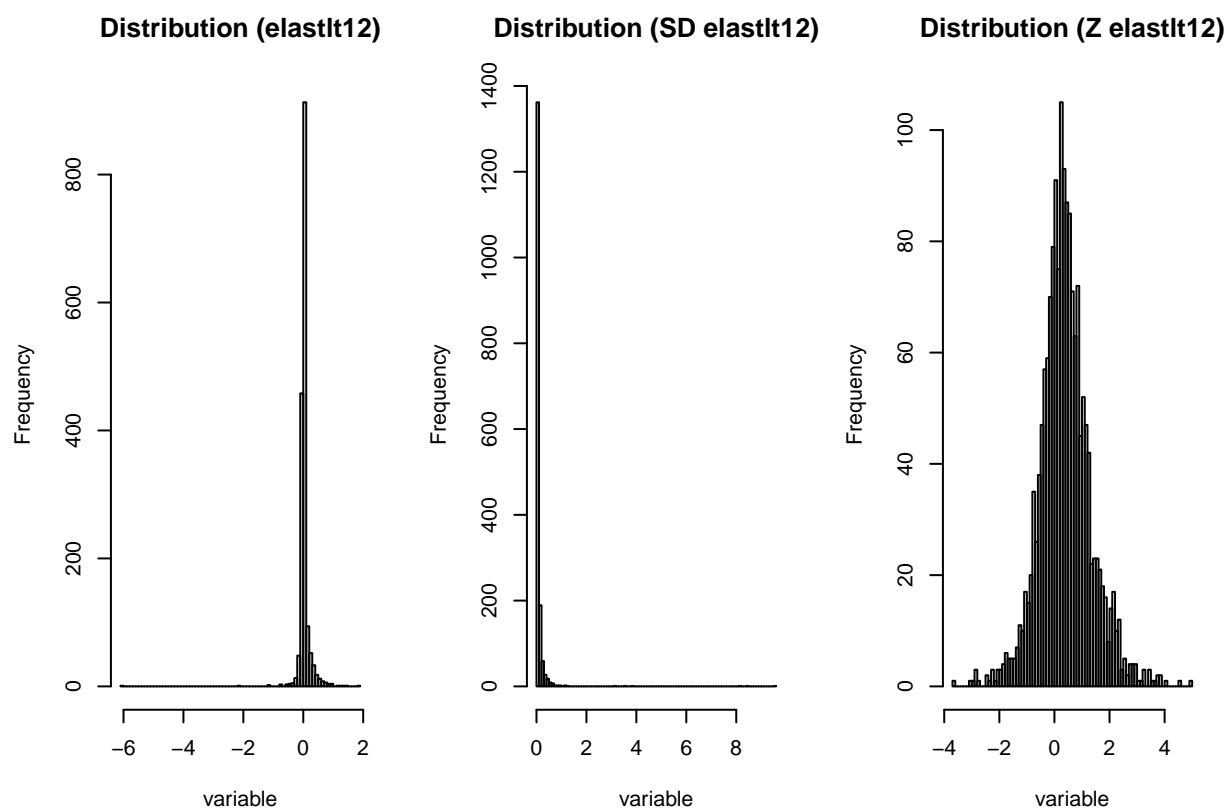 Distribution (elastlt12)
Frequency
800
600
400
200
0
−6 −4 −2 0 2
variable
Distribution (SD elastlt12)
Frequency
1400
1200
1000
800
600
400
200
0
0 2 4 6 8
variable
Distribution (Z elastlt12)
Frequency
100
80
60
40
20
0
−4 −2 0 2 4
variable